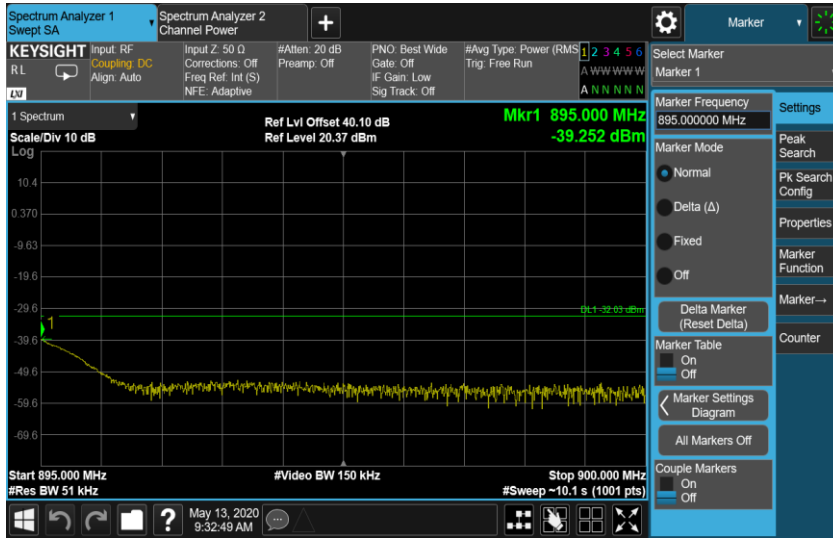 Spectrum Analyzer 1
Swept SA
Spectrum Analyzer 2
Channel Power
Marker
KEYSIGHT
R L
LXI
Input: RF
Coupling: DC
Align: Auto
Input Z: 50 Ω
Corrections: Off
Freq Ref: Int (S)
NFE: Adaptive
#Atten: 20 dB
Preamp: Off
PNO: Best Wide
Gate: Off
IF Gain: Low
Sig Track: Off
#Avg Type: Power (RMS
Trig: Free Run
1 2 3 4 5 6
A W W W W W
A N N N N N
Select Marker
Marker 1
1 Spectrum
Scale/Div 10 dB
Log
Ref Lvl Offset 40.10 dB
Ref Level 20.37 dBm
Mkr1 895.000 MHz
-39.252 dBm
10.4
0.370
-9.63
-19.6
-29.6
-39.6
-49.6
-59.6
-69.6
DL1 -32.03 dBm
1
Start 895.000 MHz
#Res BW 51 kHz
#Video BW 150 kHz
Stop 900.000 MHz
#Sweep ~10.1 s (1001 pts)
Marker Frequency
895.000000 MHz
Marker Mode
Normal
Delta (Δ)
Fixed
Off
Delta Marker
(Reset Delta)
Marker Table
On
Off
Marker Settings
Diagram
All Markers Off
Couple Markers
On
Off
Settings
Peak
Search
Pk Search
Config
Properties
Marker
Function
Marker→
Counter
?
May 13, 2020
9:32:49 AM